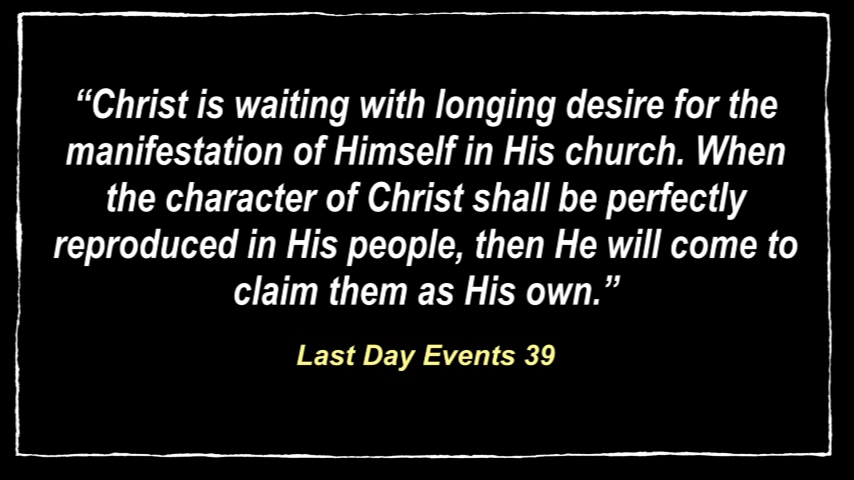 “Christ is waiting with longing desire for the
manifestation of Himself in His church. When
the character of Christ shall be perfectly
reproduced in His people, then He will come to
claim them as His own.”
Last Day Events 39